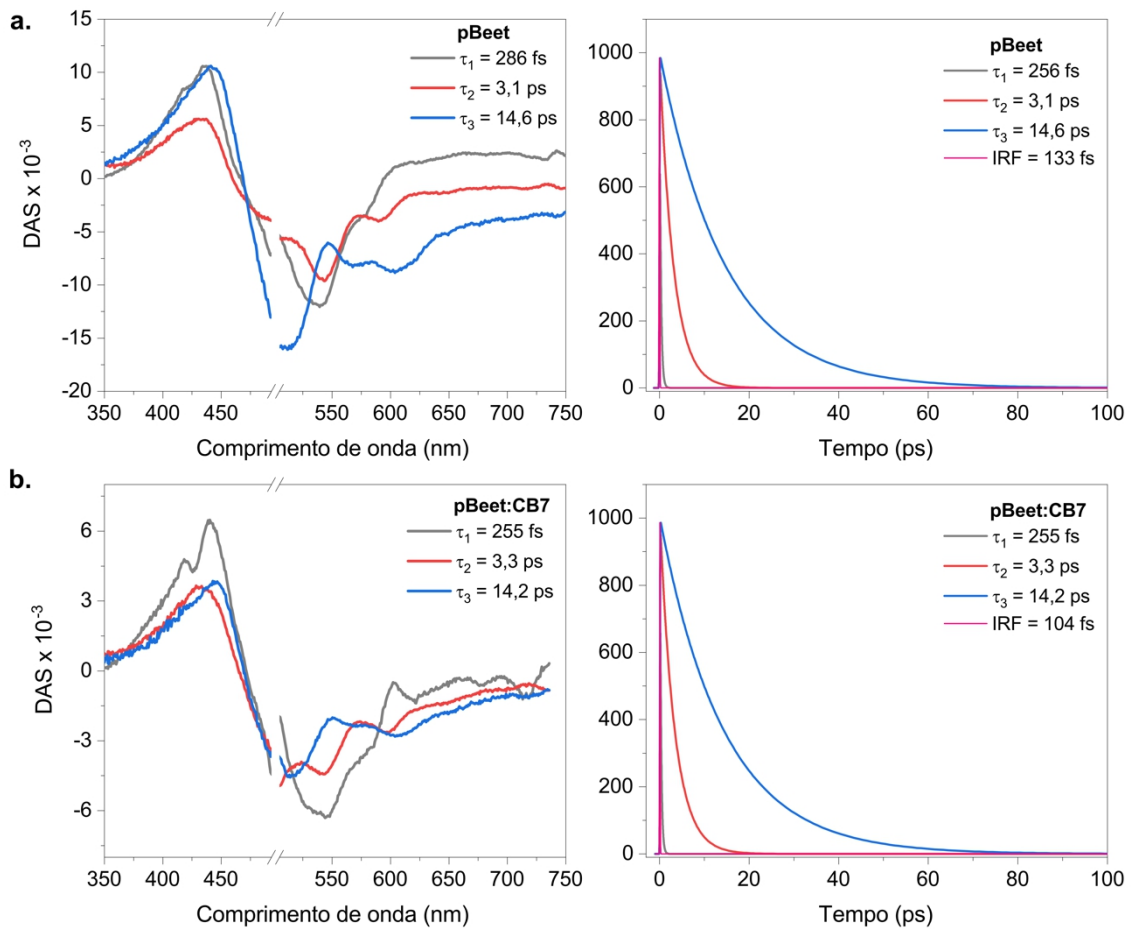 a.
pBeet
τ1 = 286 fs
τ2 = 3,1 ps
τ3 = 14,6 ps
15
10
5
0
-5
-10
-15
-20
DAS x 10⁻³
350 400 450 550 600 650 700 750
Comprimento de onda (nm)
pBeet
τ1 = 256 fs
τ2 = 3,1 ps
τ3 = 14,6 ps
IRF = 133 fs
1000
800
600
400
200
0
0 20 40 60 80 100
Tempo (ps)
b.
pBeet:CB7
τ1 = 255 fs
τ2 = 3,3 ps
τ3 = 14,2 ps
6
3
0
-3
-6
DAS x 10⁻³
350 400 450 550 600 650 700 750
Comprimento de onda (nm)
pBeet:CB7
τ1 = 255 fs
τ2 = 3,3 ps
τ3 = 14,2 ps
IRF = 104 fs
1000
800
600
400
200
0
0 20 40 60 80 100
Tempo (ps)